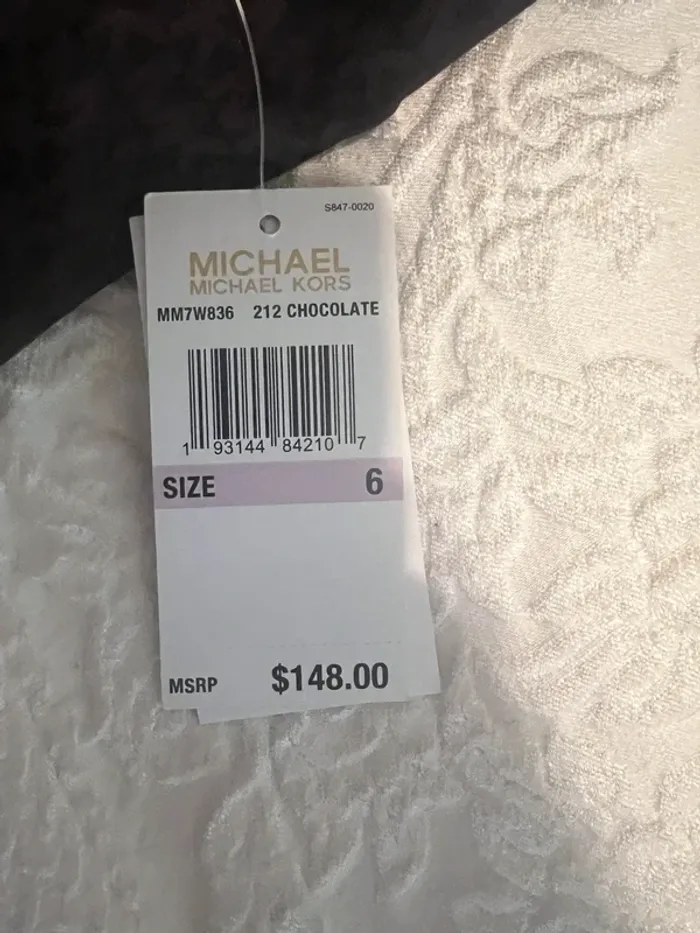 S847-0020
MICHAEL
MICHAEL KORS
MM7W836 212 CHOCOLATE
1 93144 84210 7
SIZE 6
MSRP $148.00